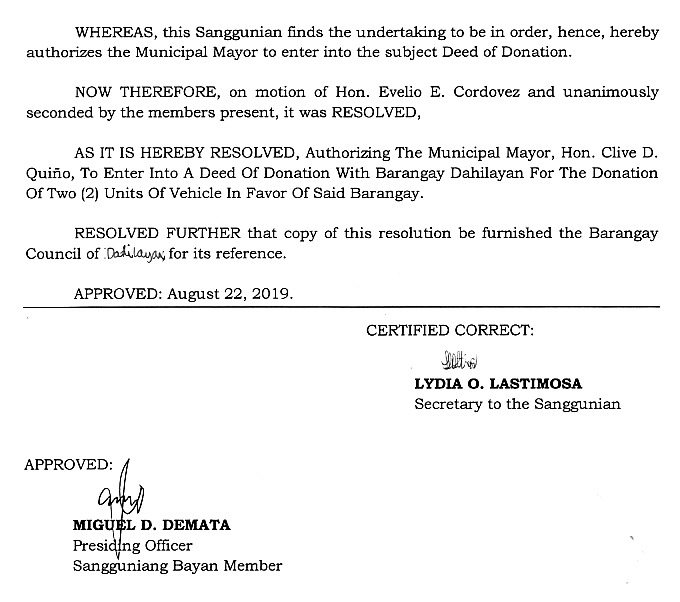 WHEREAS, this Sanggunian finds the undertaking to be in order, hence, hereby
authorizes the Municipal Mayor to enter into the subject Deed of Donation.
NOW THEREFORE, on motion of Hon. Evelio E. Cordovez and unanimously
seconded by the members present, it was RESOLVED,
AS IT IS HEREBY RESOLVED, Authorizing The Municipal Mayor, Hon. Clive D.
Quiño, To Enter Into A Deed Of Donation With Barangay Dahilayan For The Donation
Of Two (2) Units Of Vehicle In Favor Of Said Barangay.
RESOLVED FURTHER that copy of this resolution be furnished the Barangay
Council of Dahilayan, for its reference.
APPROVED: August 22, 2019.
CERTIFIED CORRECT:
LYDIA O. LASTIMOSA
Secretary to the Sanggunian
APPROVED:
MIGUEL D. DEMATA
Presiding Officer
Sangguniang Bayan Member